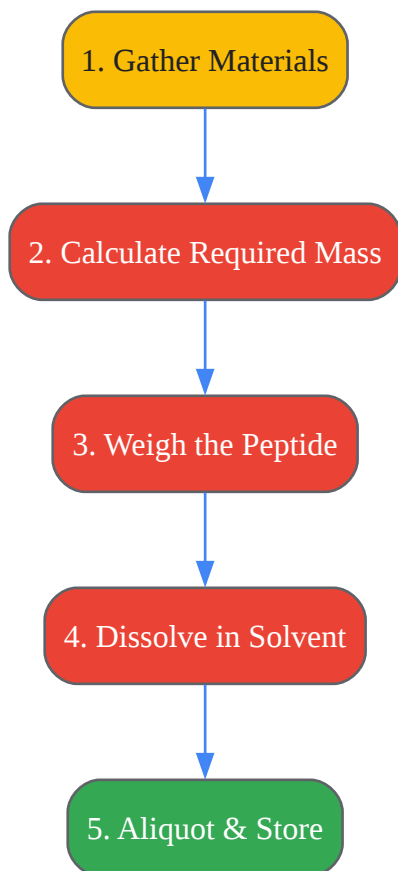 1. Gather Materials
2. Calculate Required Mass
3. Weigh the Peptide
4. Dissolve in Solvent
5. Aliquot & Store